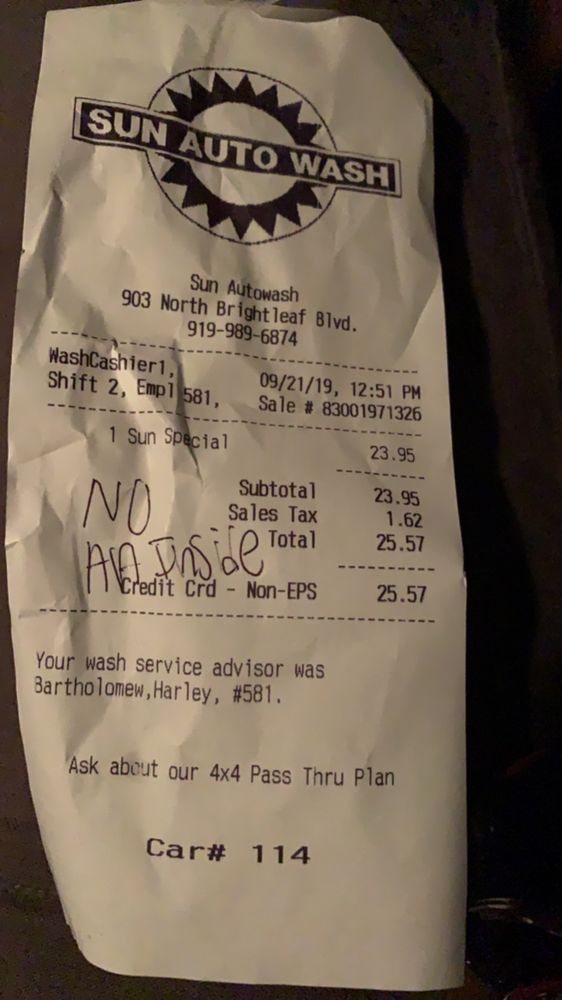 SUN AUTO WASH
Sun Autowash
903 North Brightleaf Blvd.
919-989-6874
WashCashier1,
Shift 2, Empl 581,
09/21/19, 12:51 PM
Sale # 83001971326
1 Sun Special 23.95
Subtotal 23.95
Sales Tax 1.62
Total 25.57
NO
Inside
Credit Crd - Non-EPS 25.57
Your wash service advisor was
Bartholomew,Harley, #581.
Ask about our 4x4 Pass Thru Plan
Car# 114